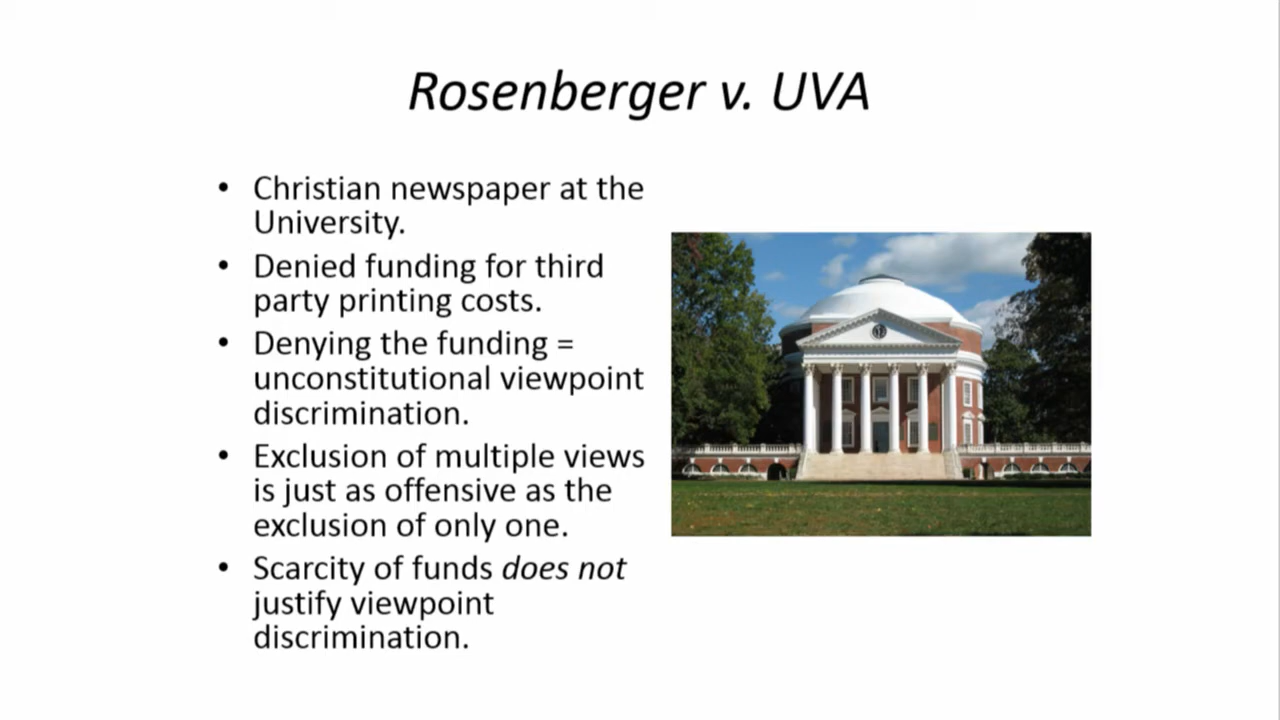 Rosenberger v. UVA
• Christian newspaper at the
University.
• Denied funding for third
party printing costs.
• Denying the funding =
unconstitutional viewpoint
discrimination.
• Exclusion of multiple views
is just as offensive as the
exclusion of only one.
• Scarcity of funds does not
justify viewpoint
discrimination.